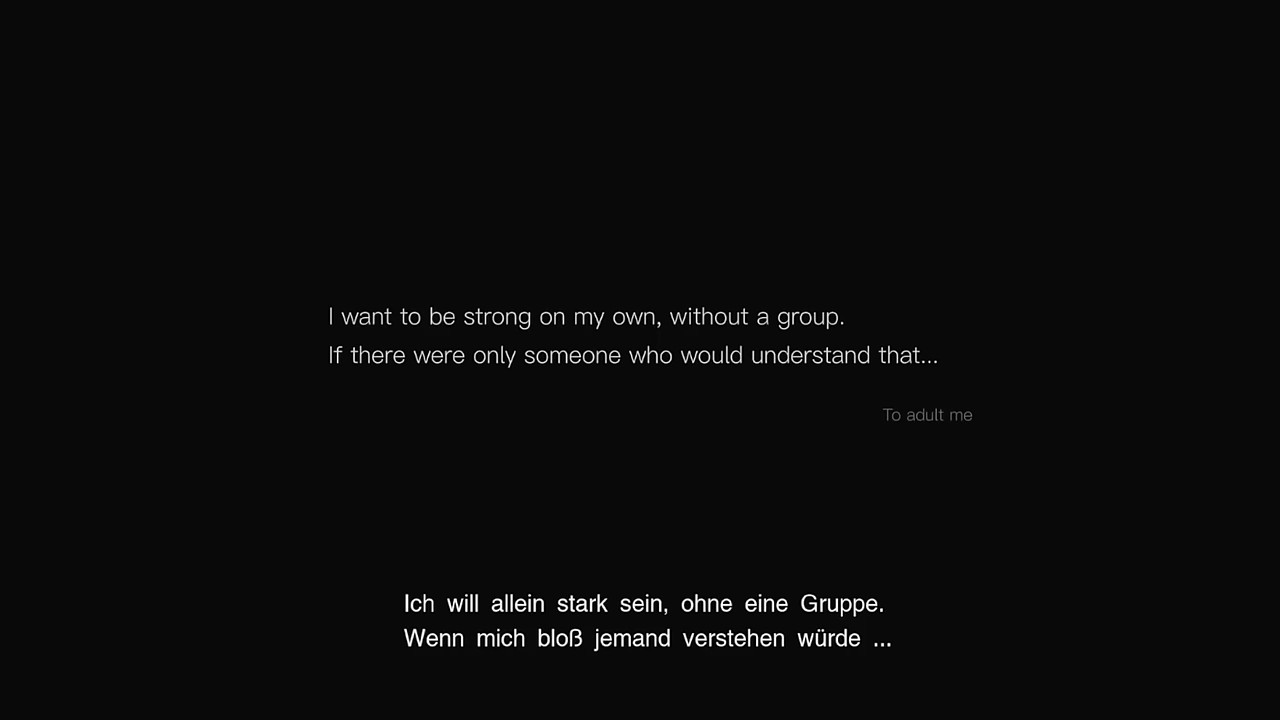 I want to be strong on my own, without a group.
If there were only someone who would understand that...
To adult me
Ich will allein stark sein, ohne eine Gruppe.
Wenn mich bloß jemand verstehen würde ...